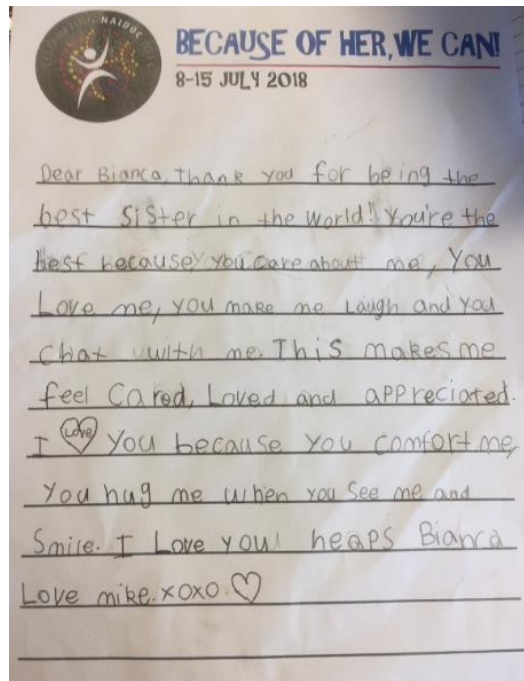 CELEBRATING NAIDOC WEEK
BECAUSE OF HER, WE CAN!
8-15 JULY 2018
Dear Bianca, thank you for being the
best Sister in the world! You're the
best because you care about me, You
Love me, you make me Laugh and you
Chat with me. This makes me
feel Cared, Loved and appreciated.
I Love You because you comfort me,
You hug me when you See me and
Smile. I Love you! heaps Bianca
Love mike. xoxo ♡